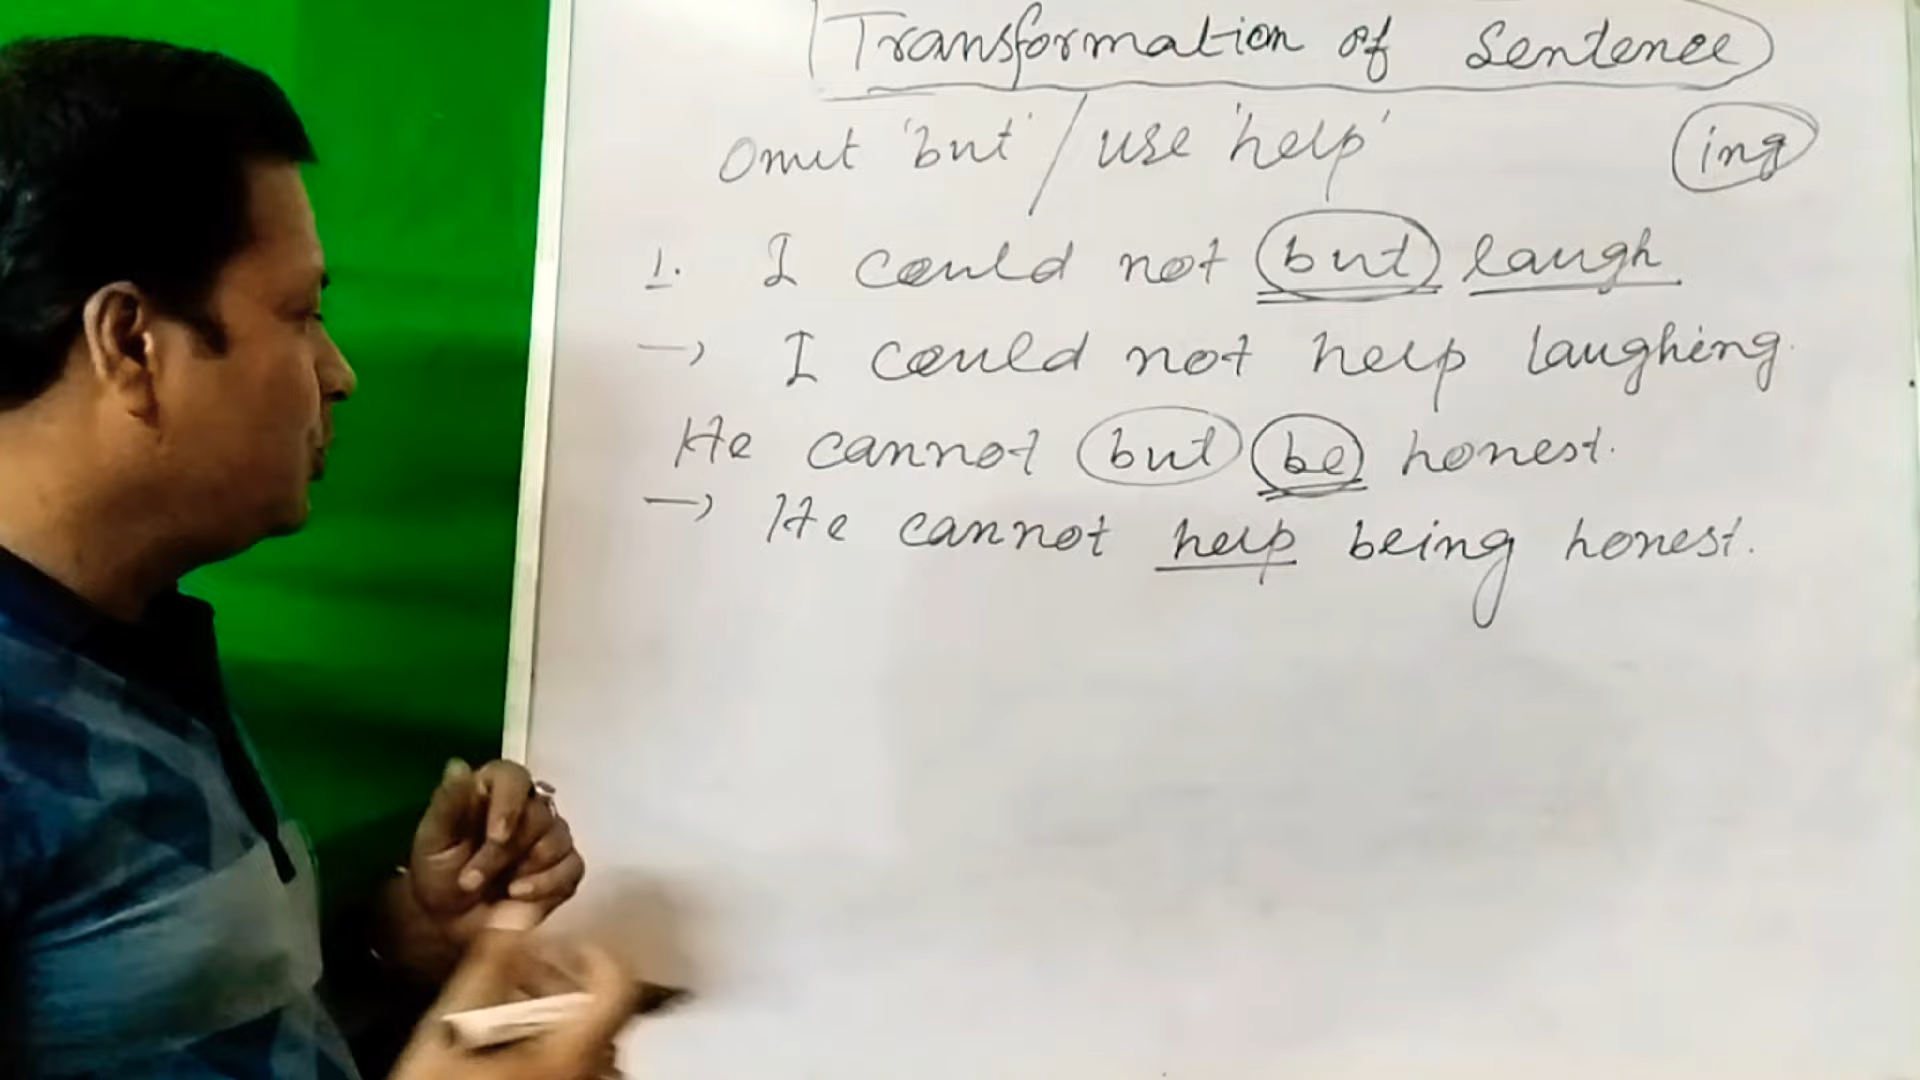 Transformation of Sentence
Omit 'but' / use 'help' ing
1. I could not but laugh.
→ I could not help laughing.
He cannot but be honest.
→ He cannot help being honest.